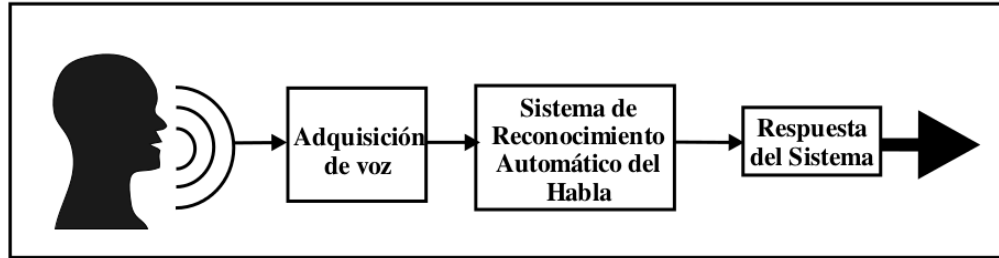 Adquisición
de voz
Sistema de
Reconocimiento
Automático del
Habla
Respuesta
del Sistema